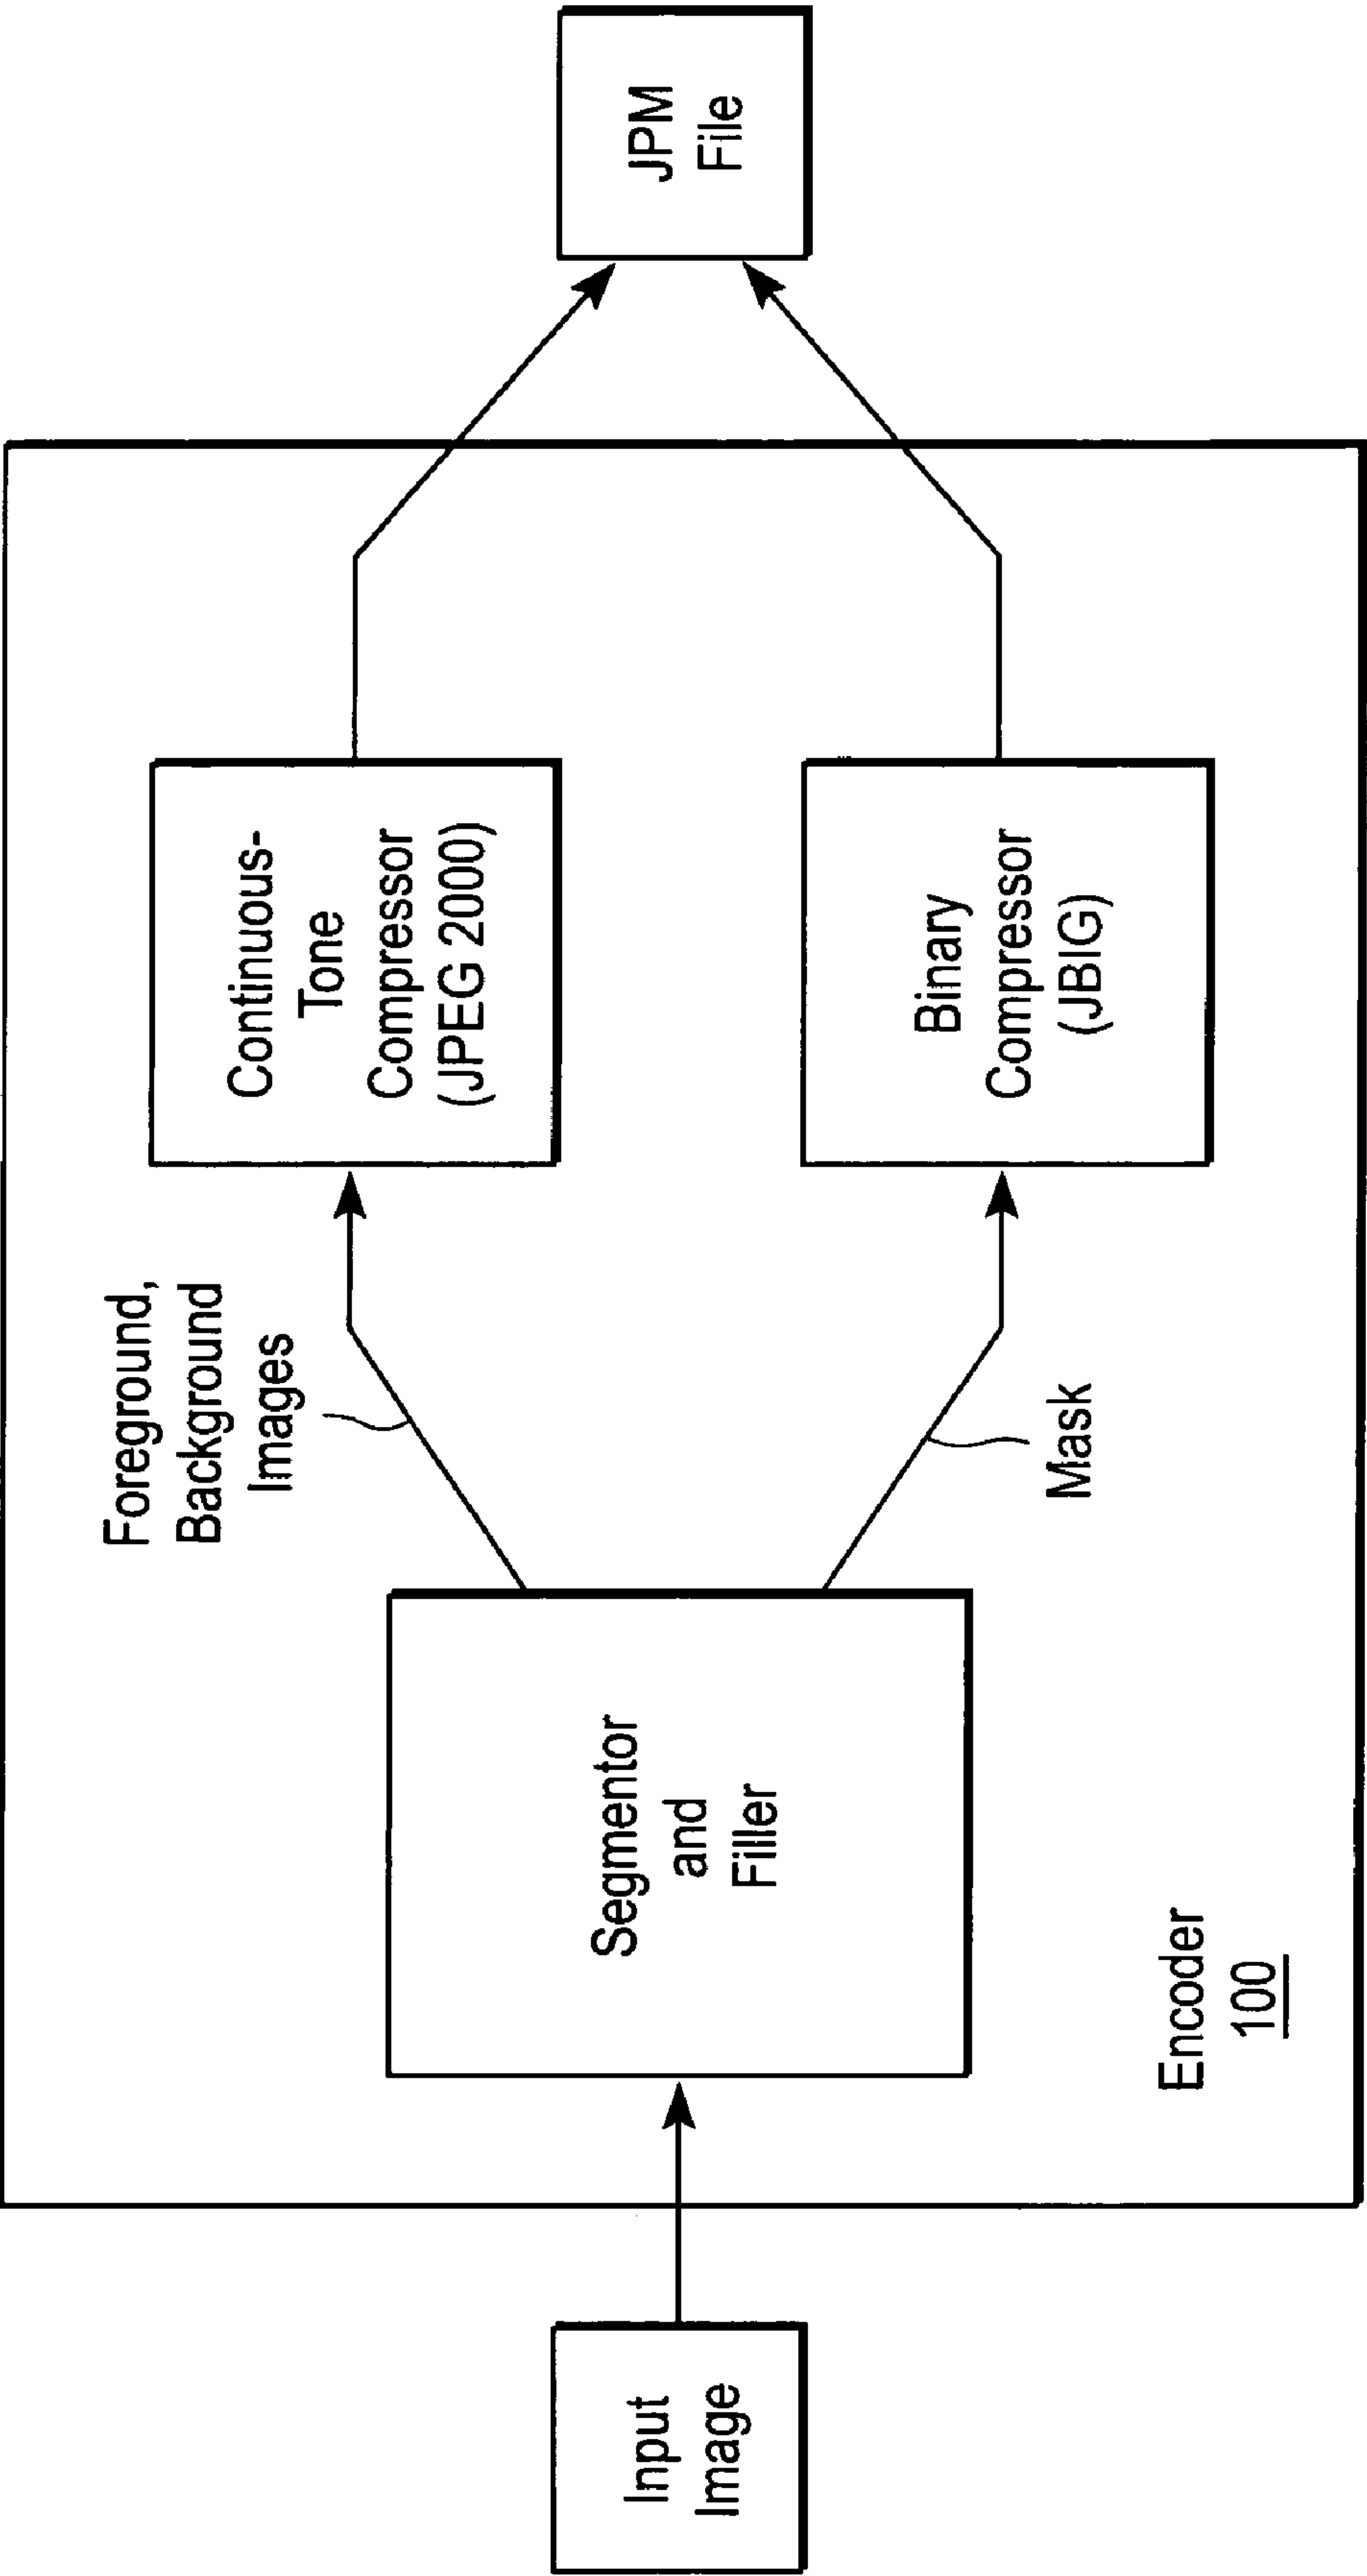 Input
Image
Segmentor
and
Filler
Encoder
100
Foreground,
Background
Images
Mask
Continuous-
Tone
Compressor
(JPEG 2000)
Binary
Compressor
(JBIG)
JPM
File